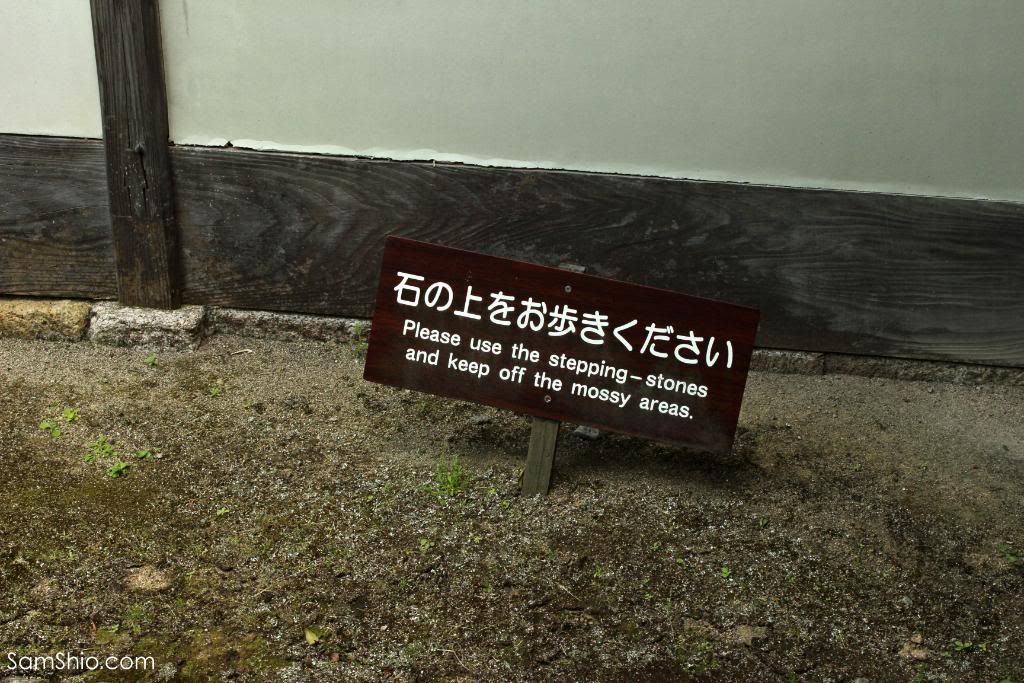 石の上をお歩きください
Please use the stepping-stones
and keep off the mossy areas.
SamShio.com